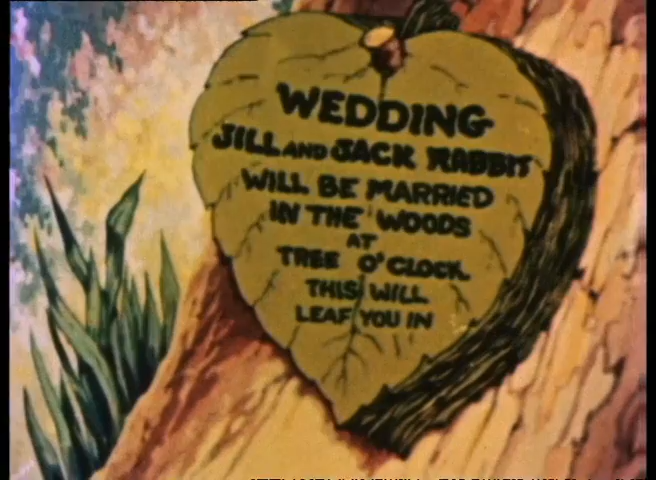 WEDDING
JILL AND JACK RABBIT
WILL BE MARRIED
IN THE WOODS
AT
TREE O'CLOCK
THIS WILL
LEAF YOU IN